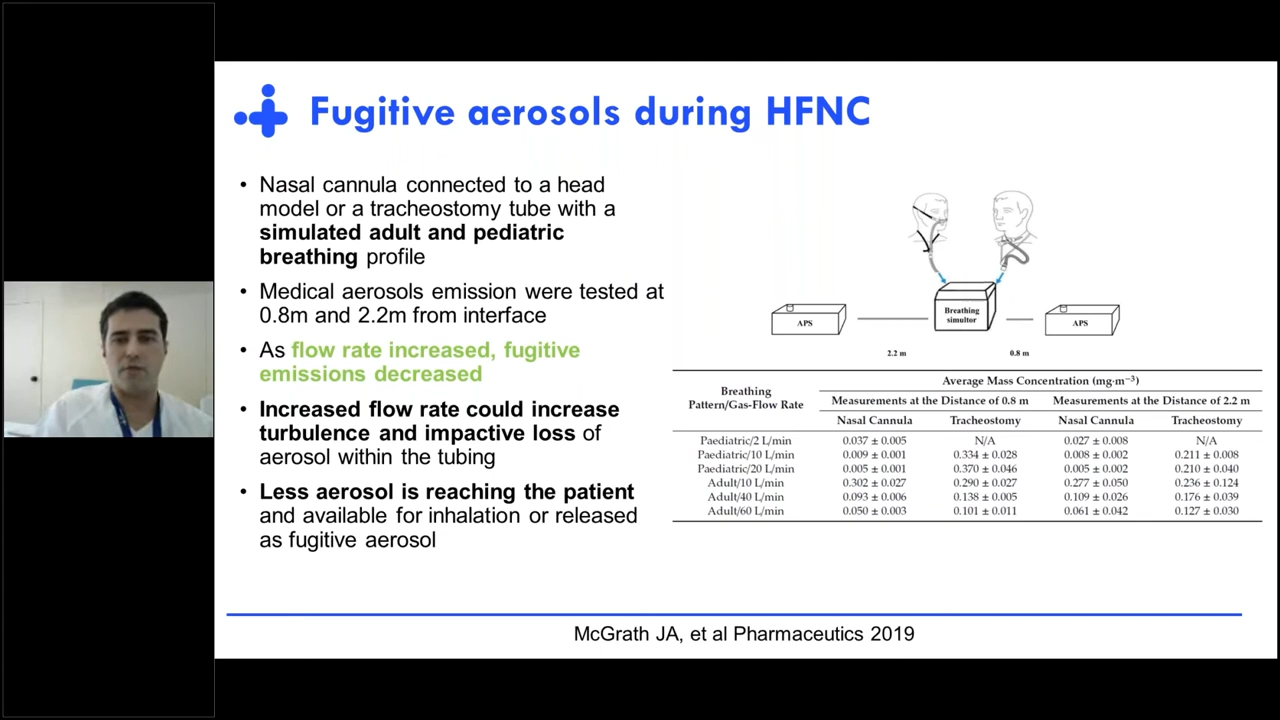 Fugitive aerosols during HFNC
• Nasal cannula connected to a head
model or a tracheostomy tube with a
simulated adult and pediatric
breathing profile
• Medical aerosols emission were tested at
0.8m and 2.2m from interface
• As flow rate increased, fugitive
emissions decreased
• Increased flow rate could increase
turbulence and impactive loss of
aerosol within the tubing
• Less aerosol is reaching the patient
and available for inhalation or released
as fugitive aerosol
APS
Breathing
simultor
APS
2.2 m
0.8 m
Breathing
Pattern/Gas-Flow Rate
Average Mass Concentration (mg·m⁻³)
Measurements at the Distance of 0.8 m Measurements at the Distance of 2.2 m
Nasal Cannula Tracheostomy Nasal Cannula Tracheostomy
Paediatric/2 L/min 0.037 ± 0.005 N/A 0.027 ± 0.008 N/A
Paediatric/10 L/min 0.009 ± 0.001 0.334 ± 0.028 0.008 ± 0.002 0.211 ± 0.008
Paediatric/20 L/min 0.005 ± 0.001 0.370 ± 0.046 0.005 ± 0.002 0.210 ± 0.040
Adult/10 L/min 0.302 ± 0.027 0.290 ± 0.027 0.277 ± 0.050 0.236 ± 0.124
Adult/40 L/min 0.093 ± 0.006 0.138 ± 0.005 0.109 ± 0.026 0.176 ± 0.039
Adult/60 L/min 0.050 ± 0.003 0.101 ± 0.011 0.061 ± 0.042 0.127 ± 0.030
McGrath JA, et al Pharmaceutics 2019